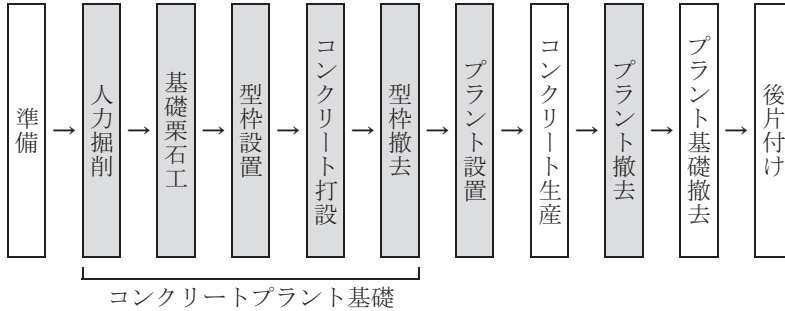 準備
→
人力掘削
→
基礎栗石工
→
型枠設置
→
コンクリート打設
→
型枠撤去
→
プラント設置
→
コンクリート生産
→
プラント撤去
→
プラント基礎撤去
→
後片付け
コンクリートプラント基礎